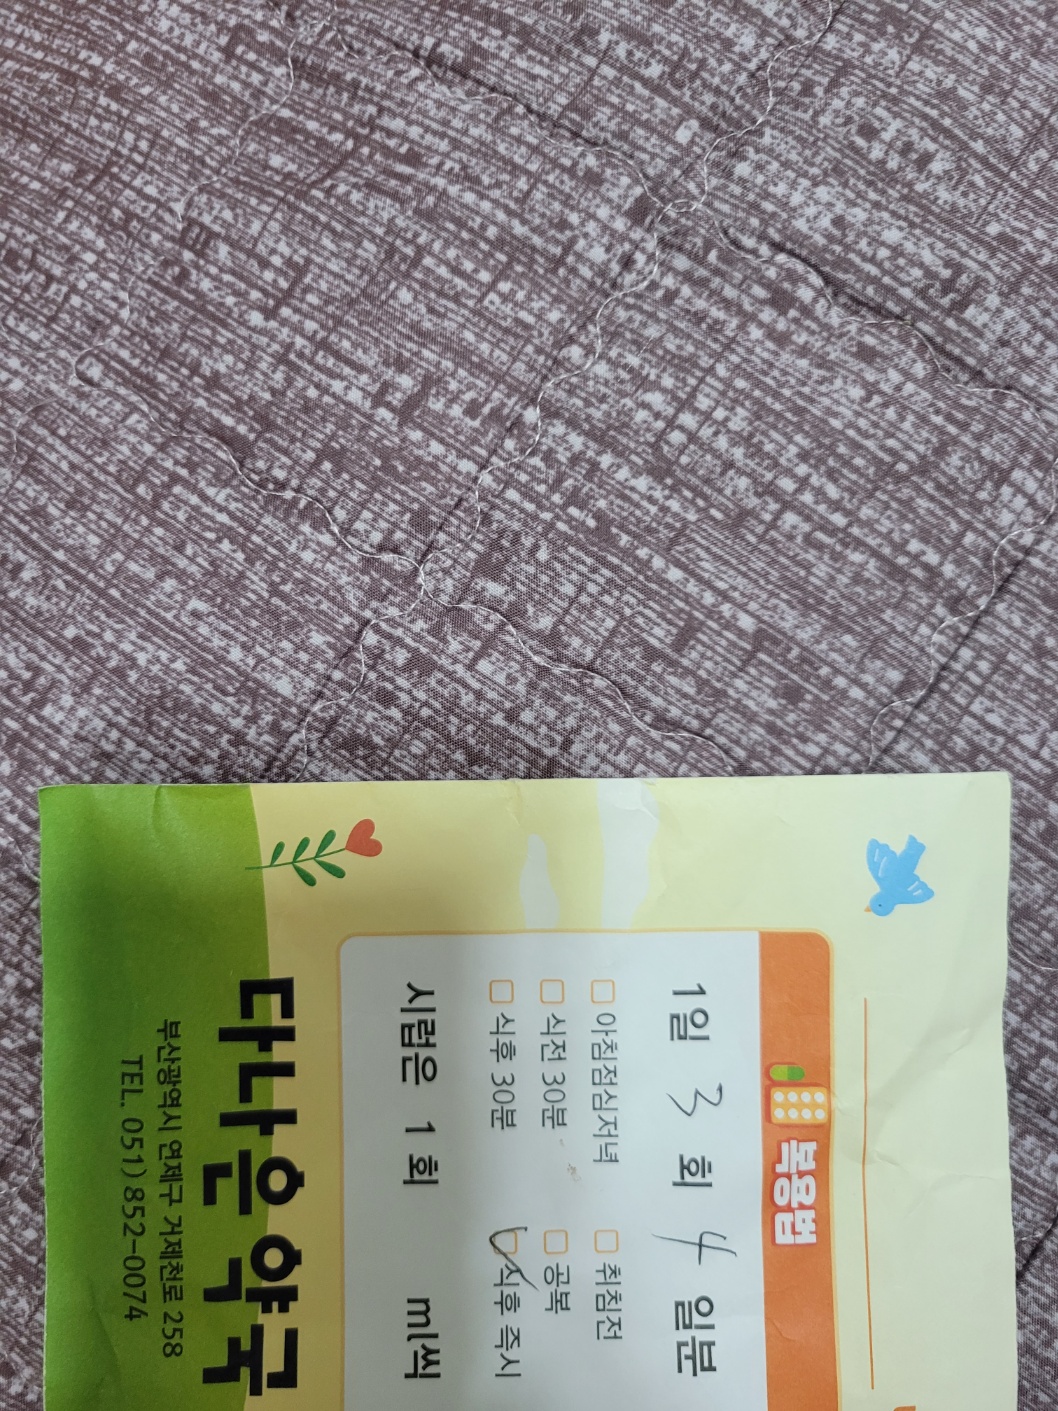 복용법
1일 3 회 4 일분
아침점심저녁 취침전
식전 30분 공복
식후 30분 식후 즉시
시럽은 1 회 ml씩
다나은약국
부산광역시 연제구 거제천로 258
TEL. 051) 852-0074